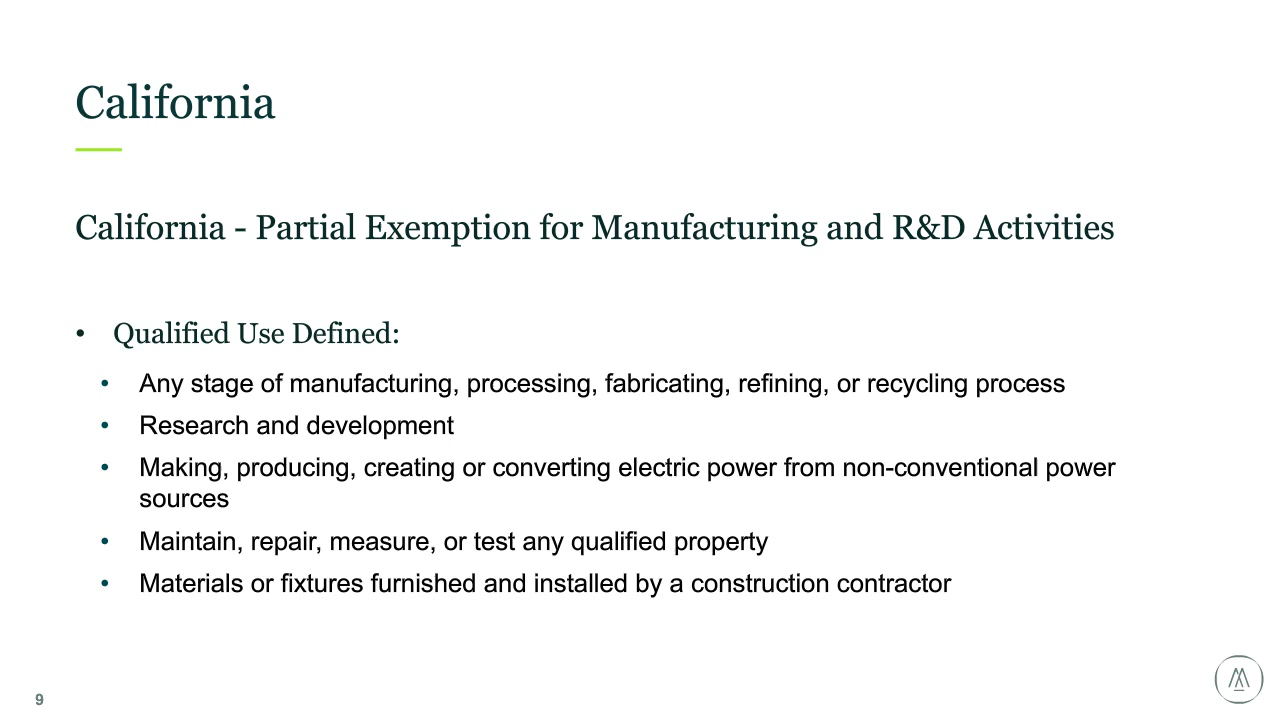 California
California - Partial Exemption for Manufacturing and R&D Activities
• Qualified Use Defined:
• Any stage of manufacturing, processing, fabricating, refining, or recycling process
• Research and development
• Making, producing, creating or converting electric power from non-conventional power
sources
• Maintain, repair, measure, or test any qualified property
• Materials or fixtures furnished and installed by a construction contractor
9